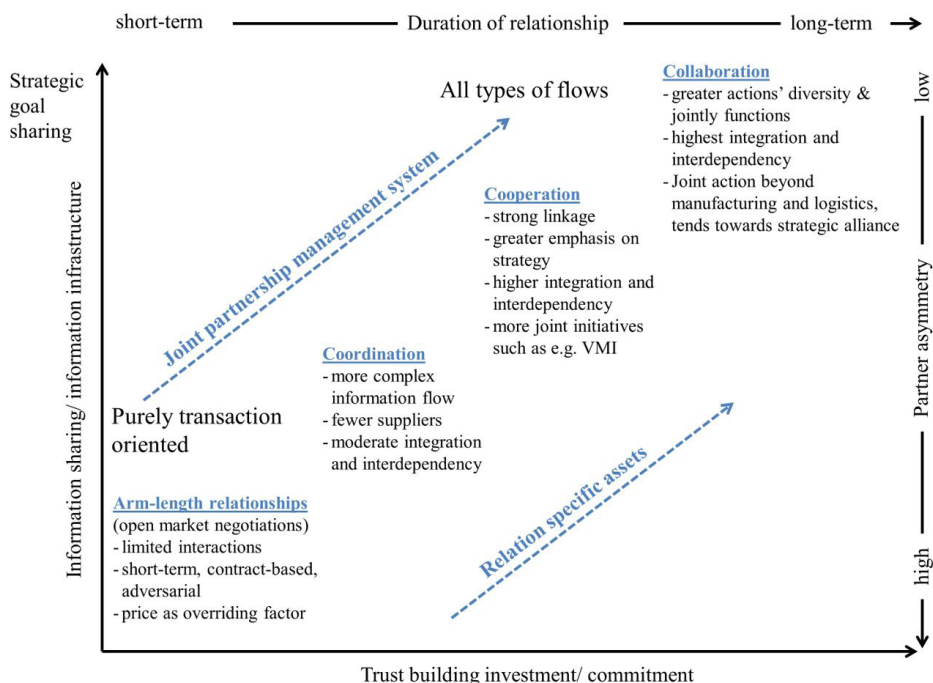 short-term
Duration of relationship
long-term
Strategic
goal
sharing
Information sharing/ information infrastructure
All types of flows
Joint partnership management system
Purely transaction
oriented
Collaboration
- greater actions’ diversity &
jointly functions
- highest integration and
interdependency
- Joint action beyond
manufacturing and logistics,
tends towards strategic alliance
Cooperation
- strong linkage
- greater emphasis on
strategy
- higher integration and
interdependency
- more joint initiatives
such as e.g. VMI
Coordination
- more complex
information flow
- fewer suppliers
- moderate integration
and interdependency
Arm-length relationships
(open market negotiations)
- limited interactions
- short-term, contract-based,
adversarial
- price as overriding factor
Relation specific assets
low
Partner asymmetry
high
Trust building investment/ commitment